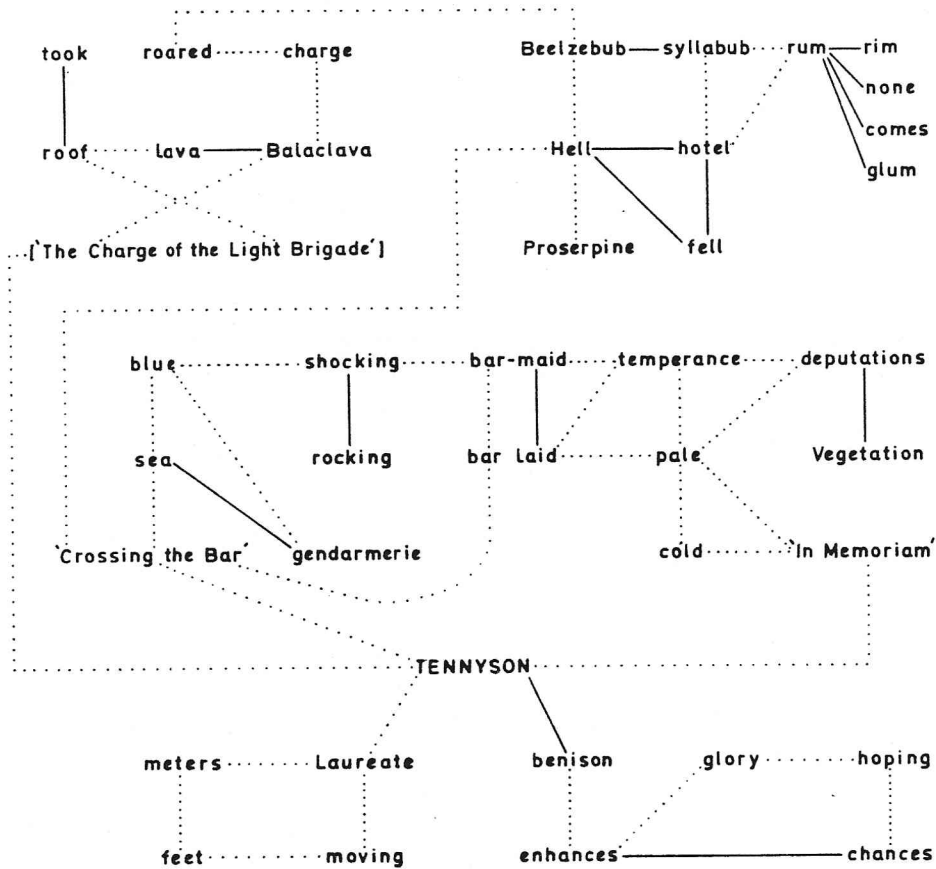 took roared charge Beelzebub syllabub rum rim
none
comes
roof lava Balaclava Hell hotel
glum
['The Charge of the Light Brigade'] Proserpine fell
blue shocking bar-maid temperance deputations
sea rocking bar laid pale Vegetation
'Crossing the Bar' gendarmerie cold 'In Memoriam'
TENNYSON
meters Laureate benison glory hoping
feet moving enhances chances